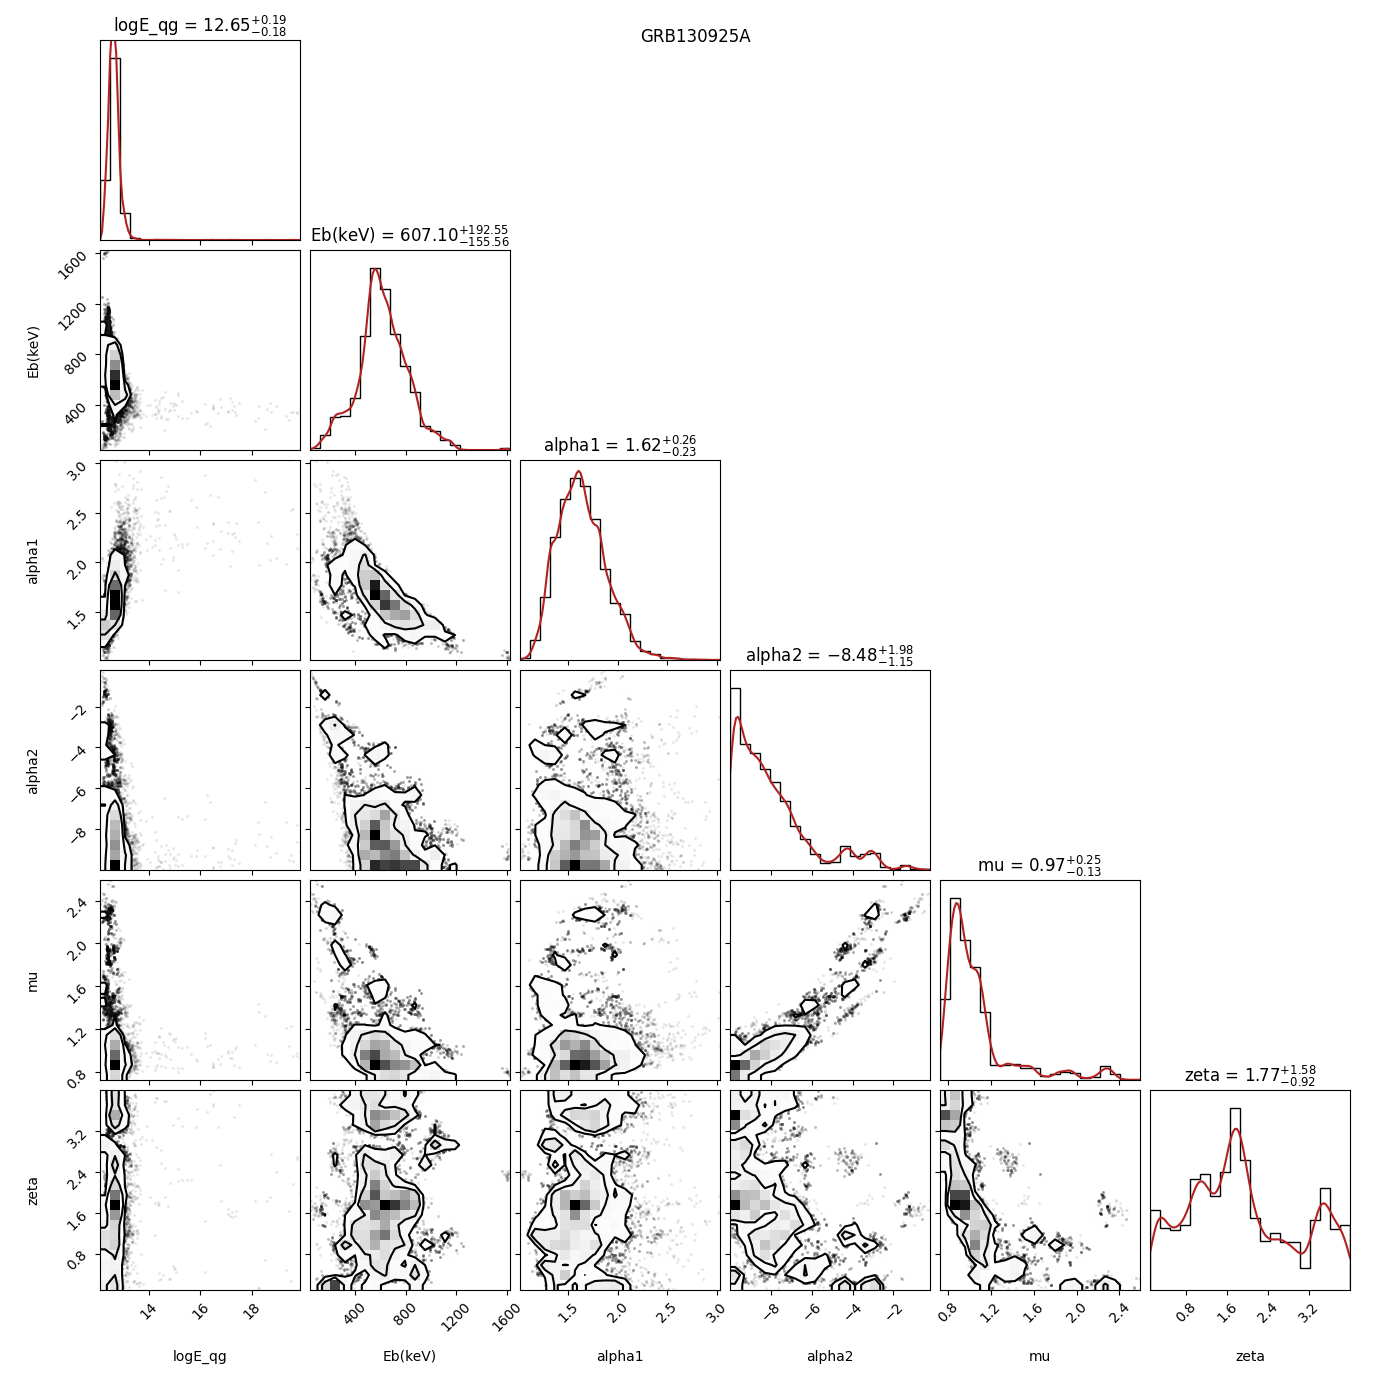 logE_qg = 12.65+0.19−0.18
GRB130925A
Eb(keV) = 607.10+192.55−155.56
1600
1200
800
400
Eb(keV)
alpha1 = 1.62+0.26−0.23
3.0
2.5
2.0
1.5
alpha1
alpha2 = −8.48+1.98−1.15
−2
−4
−6
−8
alpha2
mu = 0.97+0.25−0.13
2.4
2.0
1.6
1.2
0.8
mu
zeta = 1.77+1.58−0.92
3.2
2.4
1.6
0.8
zeta
14 16 18
400 800 1200 1600
1.5 2.0 2.5 3.0
−8 −6 −4 −2
0.8 1.2 1.6 2.0 2.4
0.8 1.6 2.4 3.2
logE_qg Eb(keV) alpha1 alpha2 mu zeta